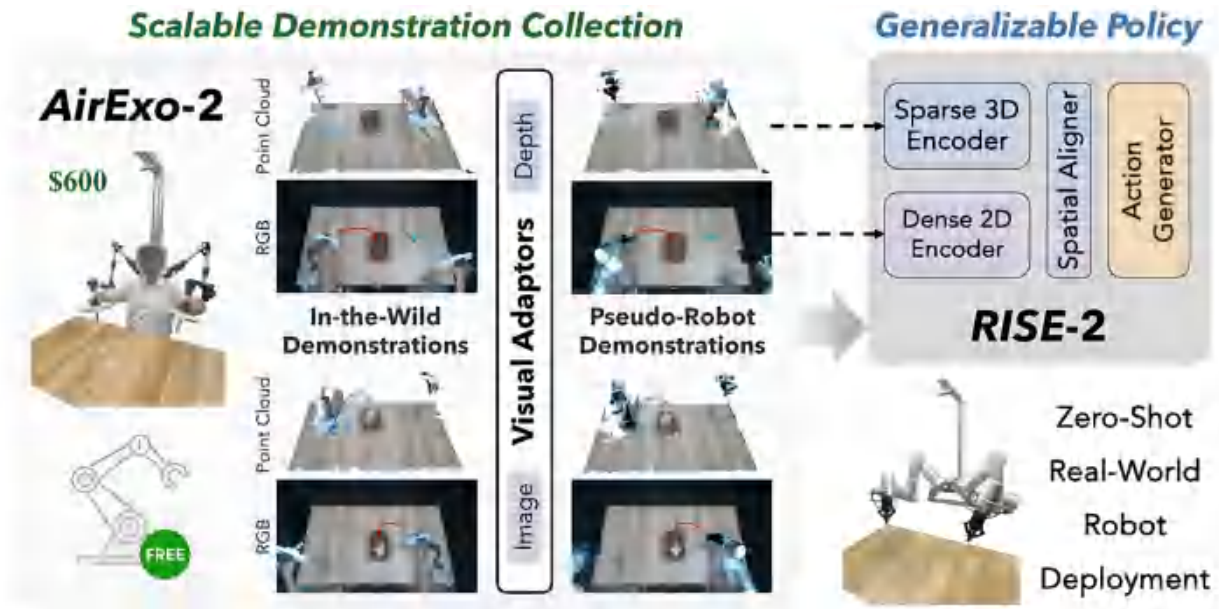 Scalable Demonstration Collection
Generalizable Policy
AirExo-2
$600
FREE
Point Cloud
RGB
In-the-Wild
Demonstrations
Point Cloud
RGB
Depth
Visual Adaptors
Image
Pseudo-Robot
Demonstrations
Sparse 3D
Encoder
Dense 2D
Encoder
Spatial Aligner
Action
Generator
RISE-2
Zero-Shot
Real-World
Robot
Deployment